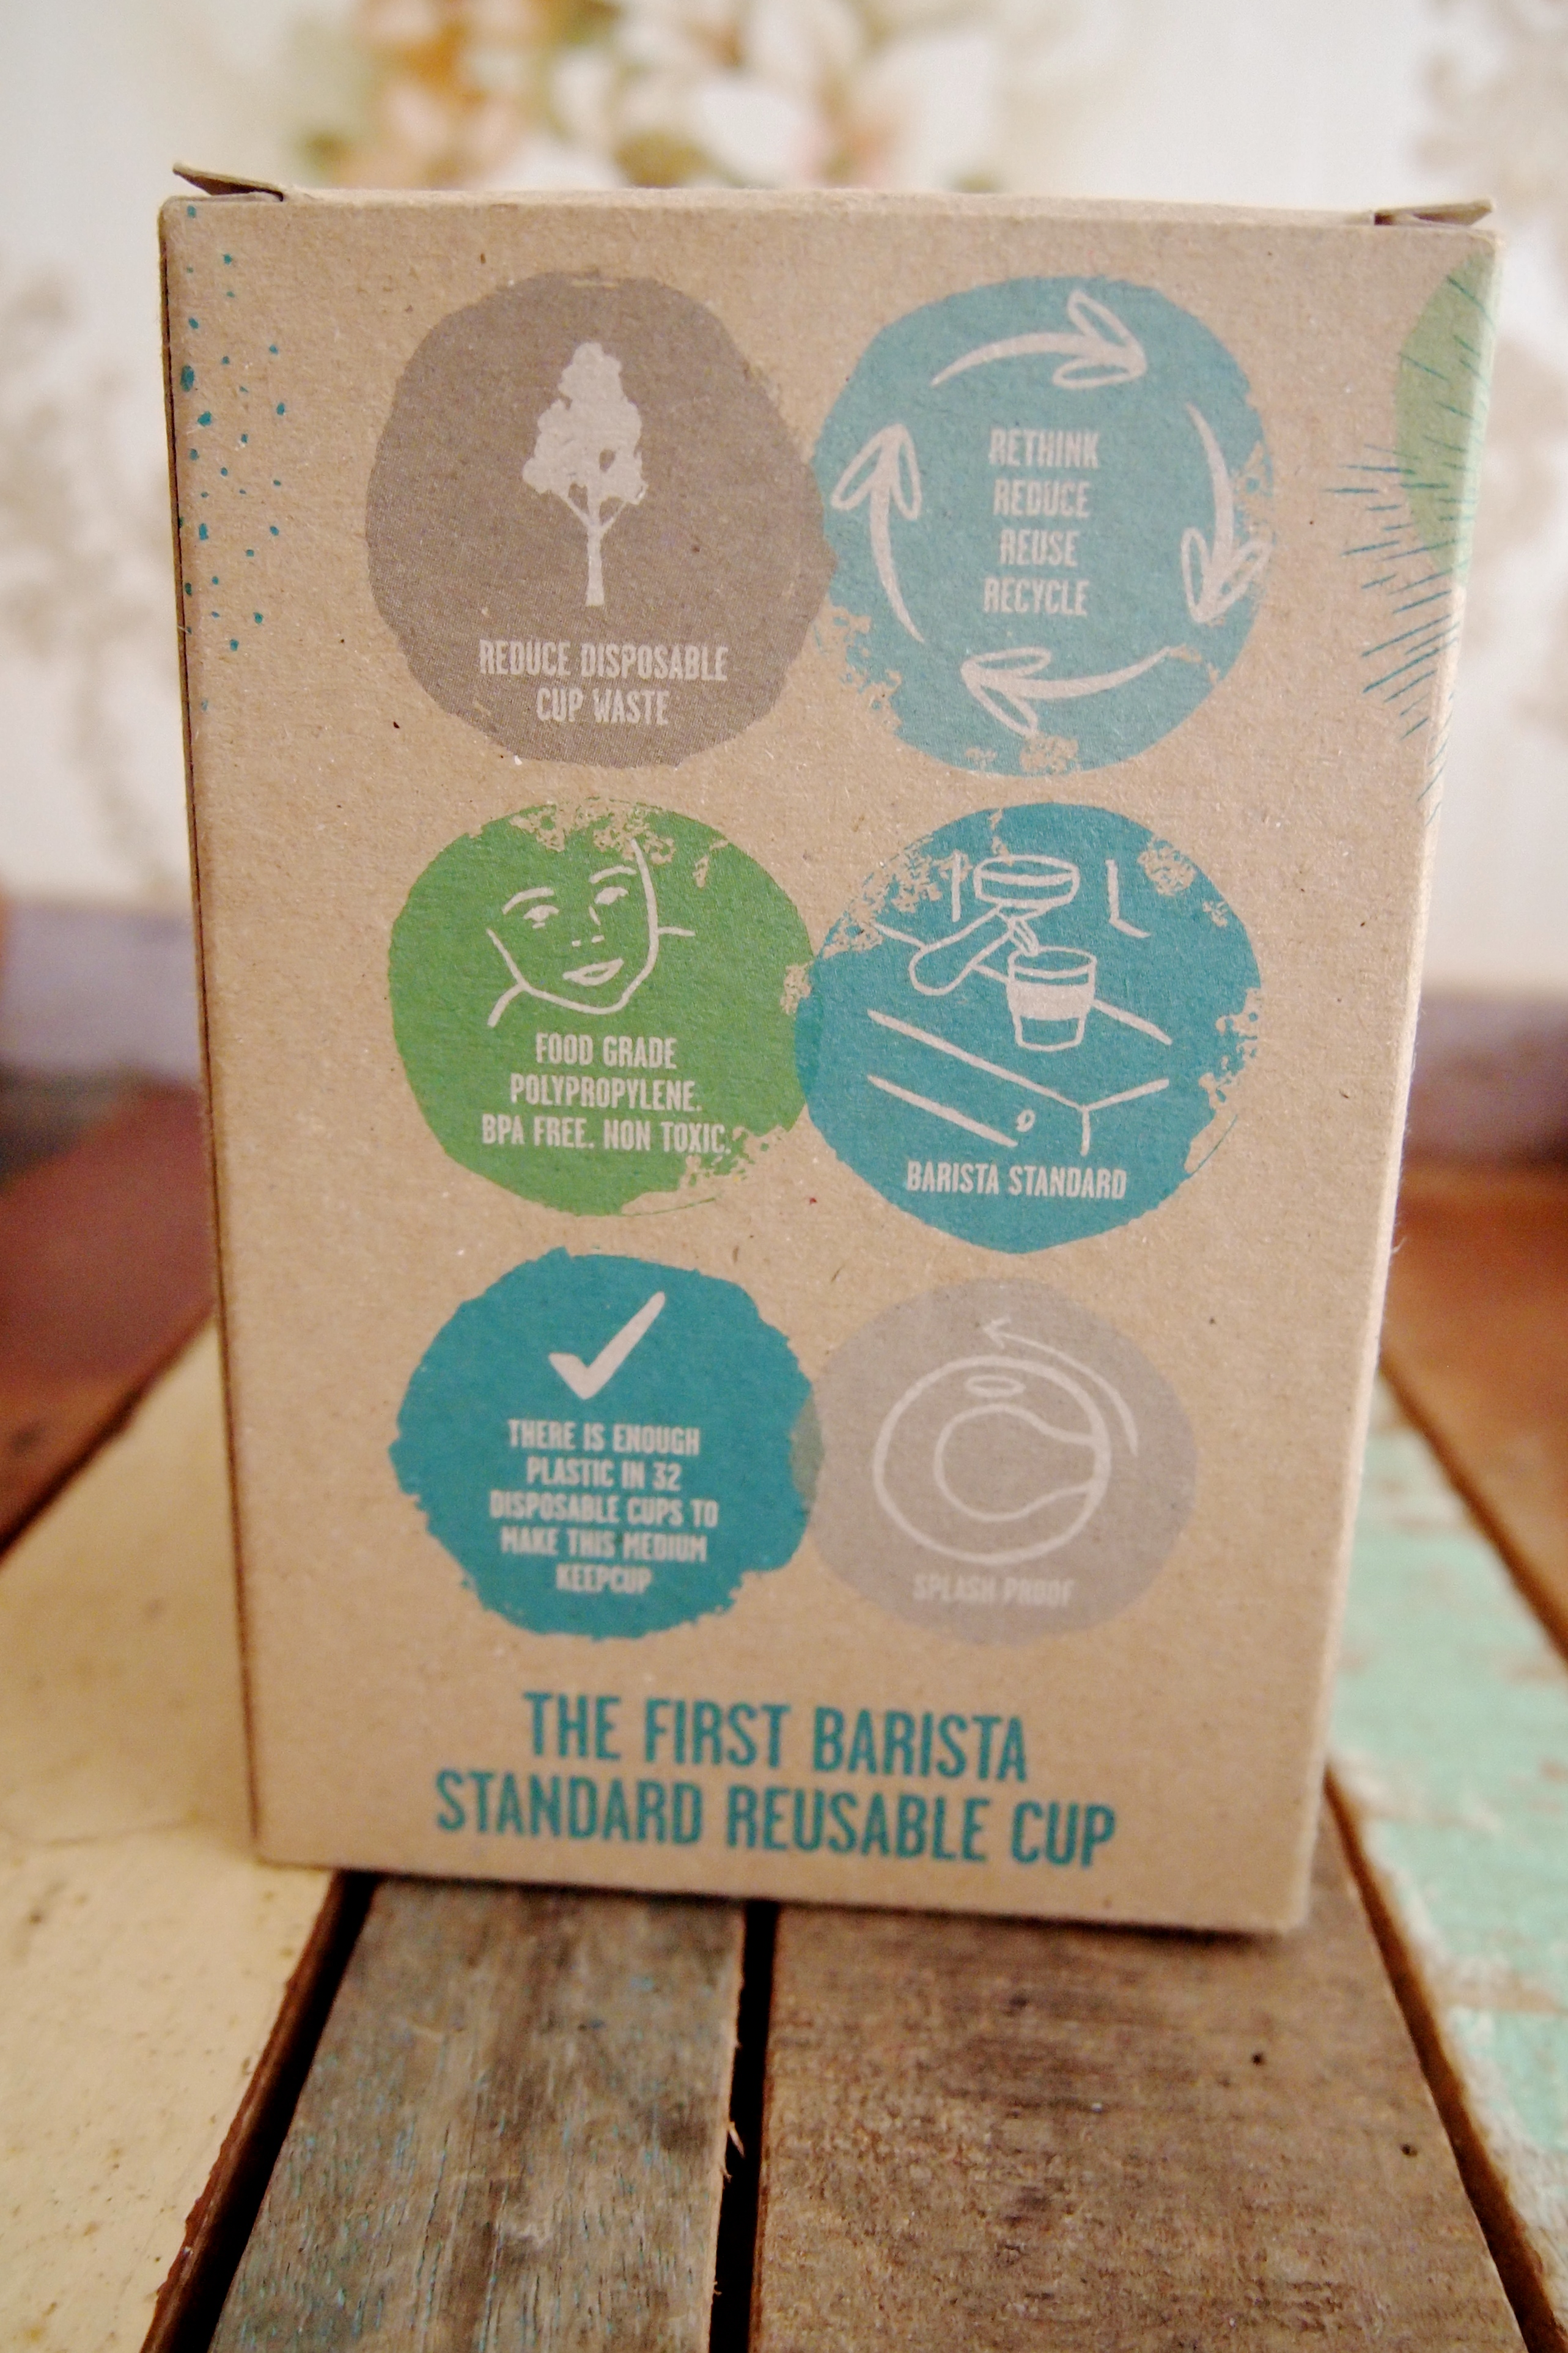 REDUCE DISPOSABLE
CUP WASTE
RETHINK
REDUCE
REUSE
RECYCLE
FOOD GRADE
POLYPROPYLENE.
BPA FREE. NON TOXIC.
BARISTA STANDARD
THERE IS ENOUGH
PLASTIC IN 32
DISPOSABLE CUPS TO
MAKE THIS MEDIUM
KEEPCUP
SPLASH PROOF
THE FIRST BARISTA
STANDARD REUSABLE CUP